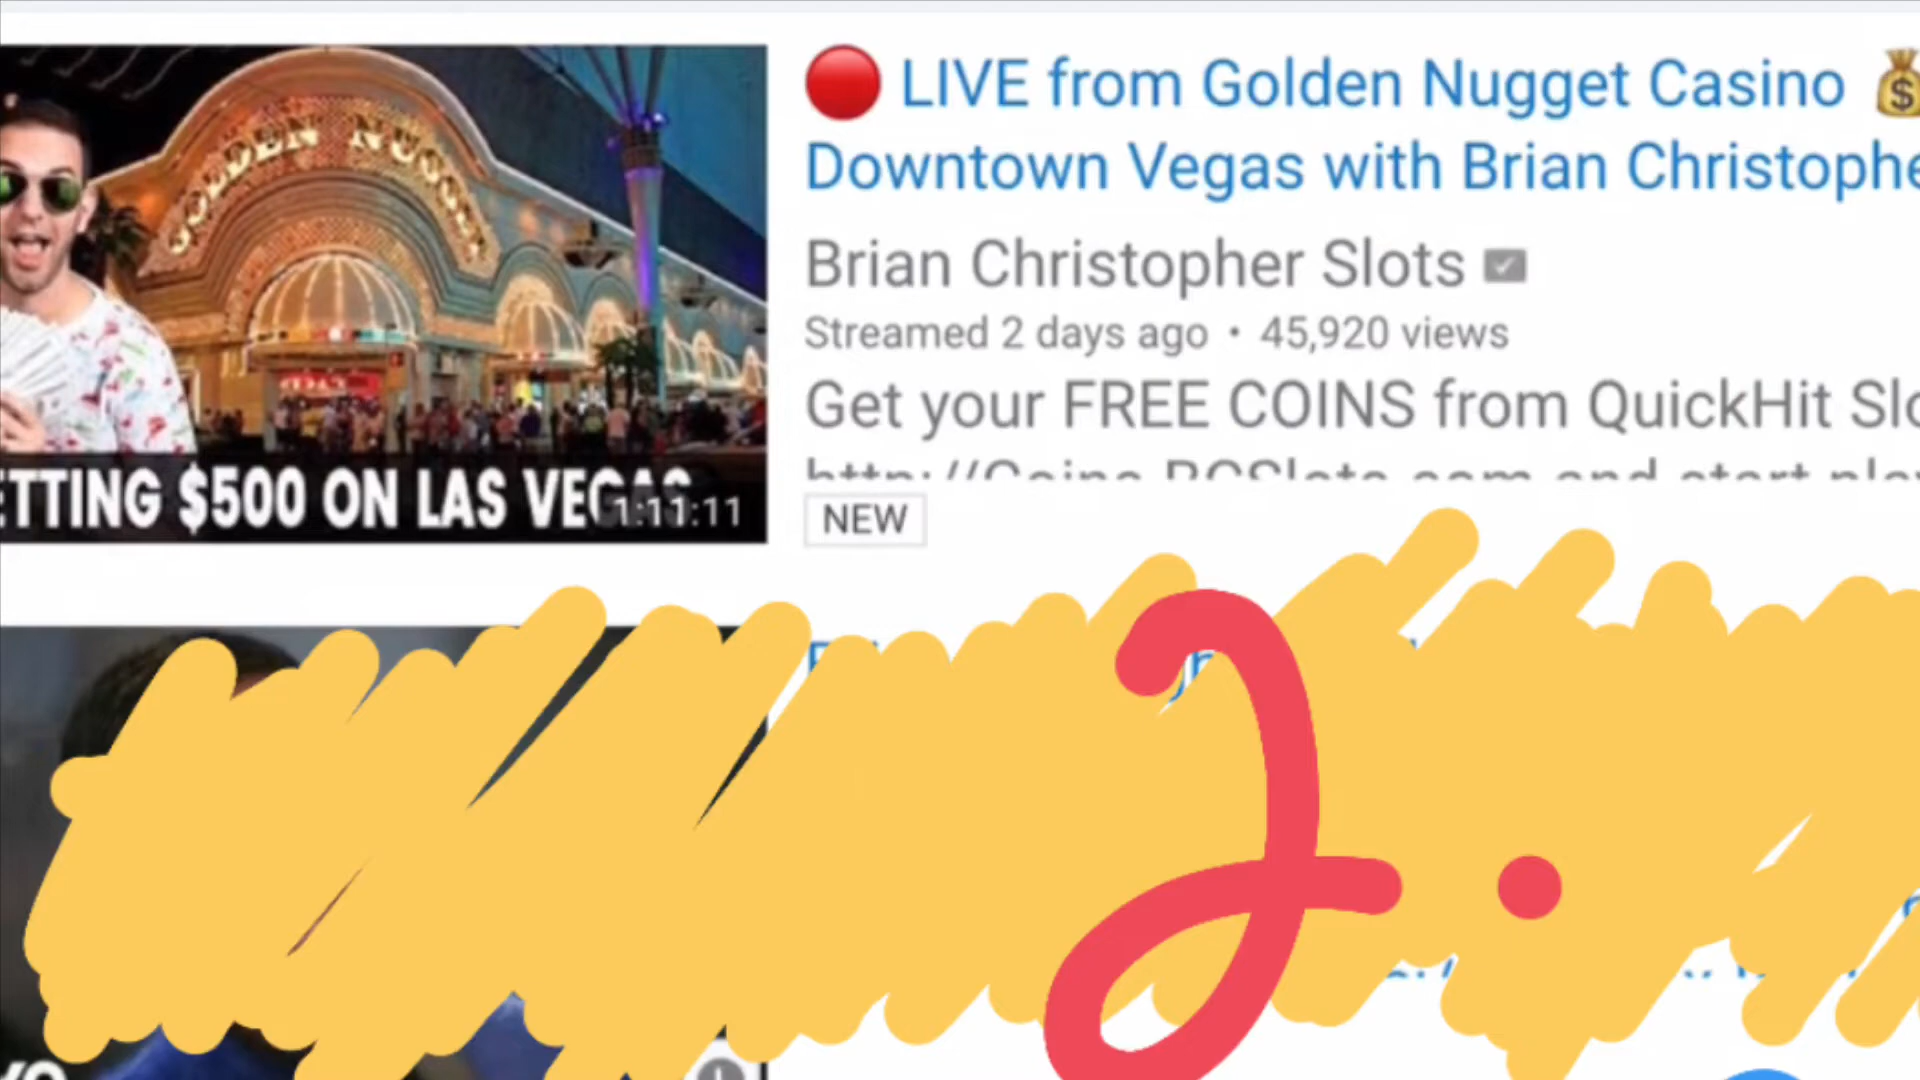 GOLDEN NUGGET
ETTING $500 ON LAS VEGAS
1:11:11
🔴 LIVE from Golden Nugget Casino 💰
Downtown Vegas with Brian Christophe
Brian Christopher Slots
Streamed 2 days ago • 45,920 views
Get your FREE COINS from QuickHit Slo
NEW
2.